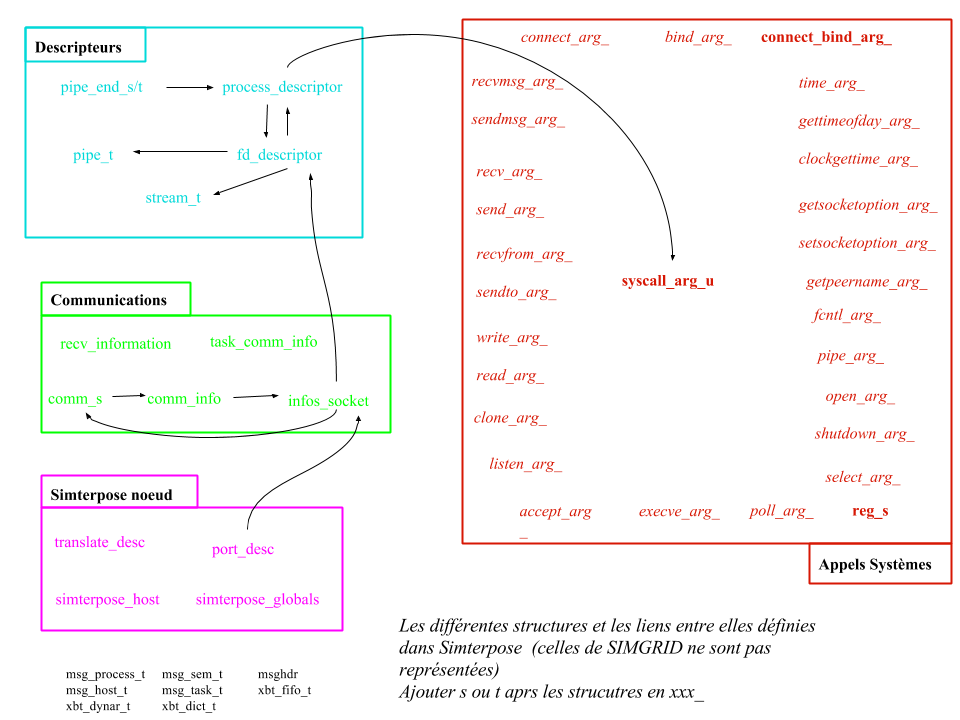 Descripteurs
pipe_end_s/t
process_descriptor
pipe_t
fd_descriptor
stream_t
Communications
recv_information
task_comm_info
comm_s
comm_info
infos_socket
Simterpose noeud
translate_desc
port_desc
simterpose_host
simterpose_globals
msg_process_t msg_sem_t msghdr
msg_host_t msg_task_t xbt_fifo_t
xbt_dynar_t xbt_dict_t
connect_arg_ bind_arg_ connect_bind_arg_
recvmsg_arg_
sendmsg_arg_
recv_arg_
send_arg_
recvfrom_arg_
sendto_arg_
write_arg_
read_arg_
clone_arg_
listen_arg_
accept_arg
_
execve_arg_
poll_arg_
reg_s
syscall_arg_u
time_arg_
gettimeofday_arg_
clockgettime_arg_
getsocketoption_arg_
setsocketoption_arg_
getpeername_arg_
fcntl_arg_
pipe_arg_
open_arg_
shutdown_arg_
select_arg_
Appels Systèmes
Les différentes structures et les liens entre elles définies
dans Simterpose (celles de SIMGRID ne sont pas
représentées)
Ajouter s ou t aprs les strucutres en xxx_